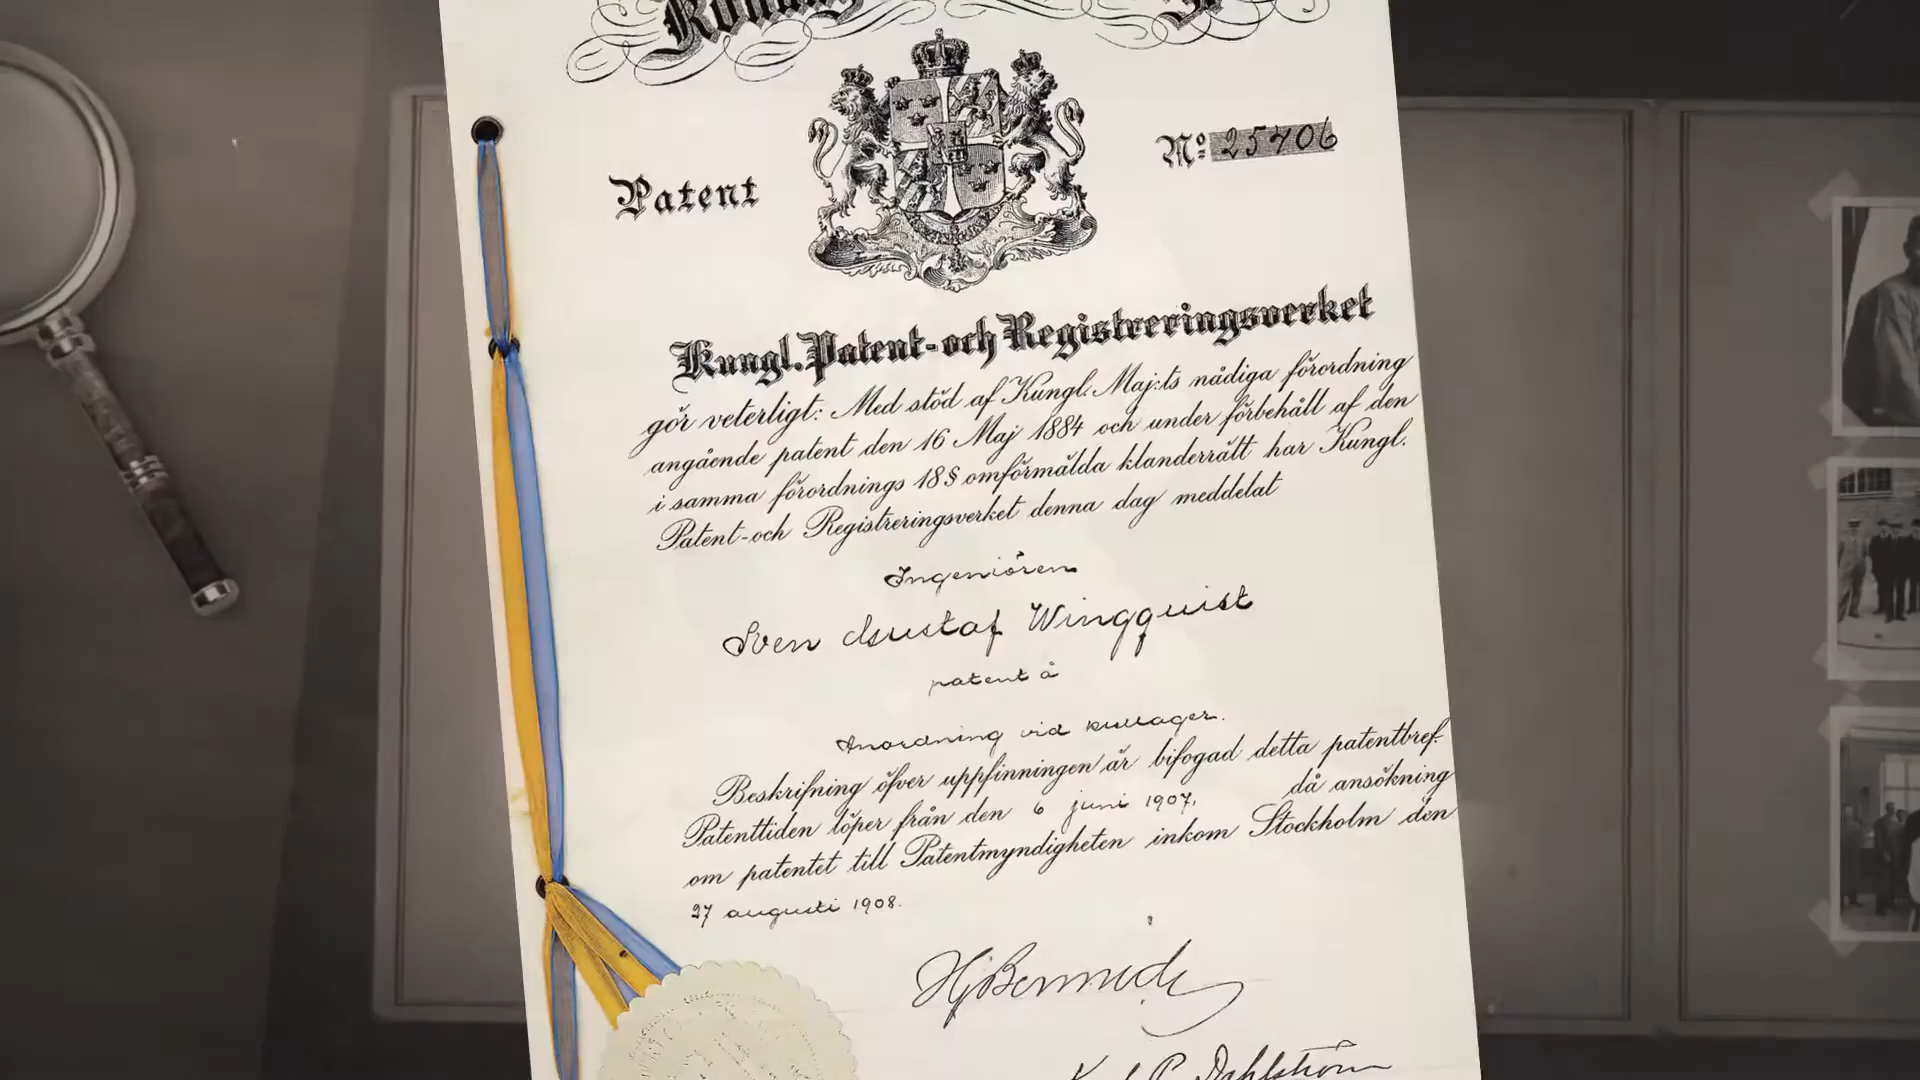 Patent
No 25406
Kungl. Patent- och Registreringsverket
gör veterligt: Med stöd af Kungl. Maj:ts nådiga förordning
angående patent den 16 Maj 1884 och under förbehåll af den
i samma förordnings 18 § omförmälda klanderrätt har Kungl.
Patent- och Registreringsverket denna dag meddelat
Ingeniören
Sven Gustaf Wingquist
patent å
Anordning vid kullager.
Beskrifning öfver uppfinningen är bifogad detta patentbref.
Patenttiden löper från den 6 juni 1907, då ansökning
om patentet till Patentmyndigheten inkom Stockholm den
27 augusti 1908.
Dahlström